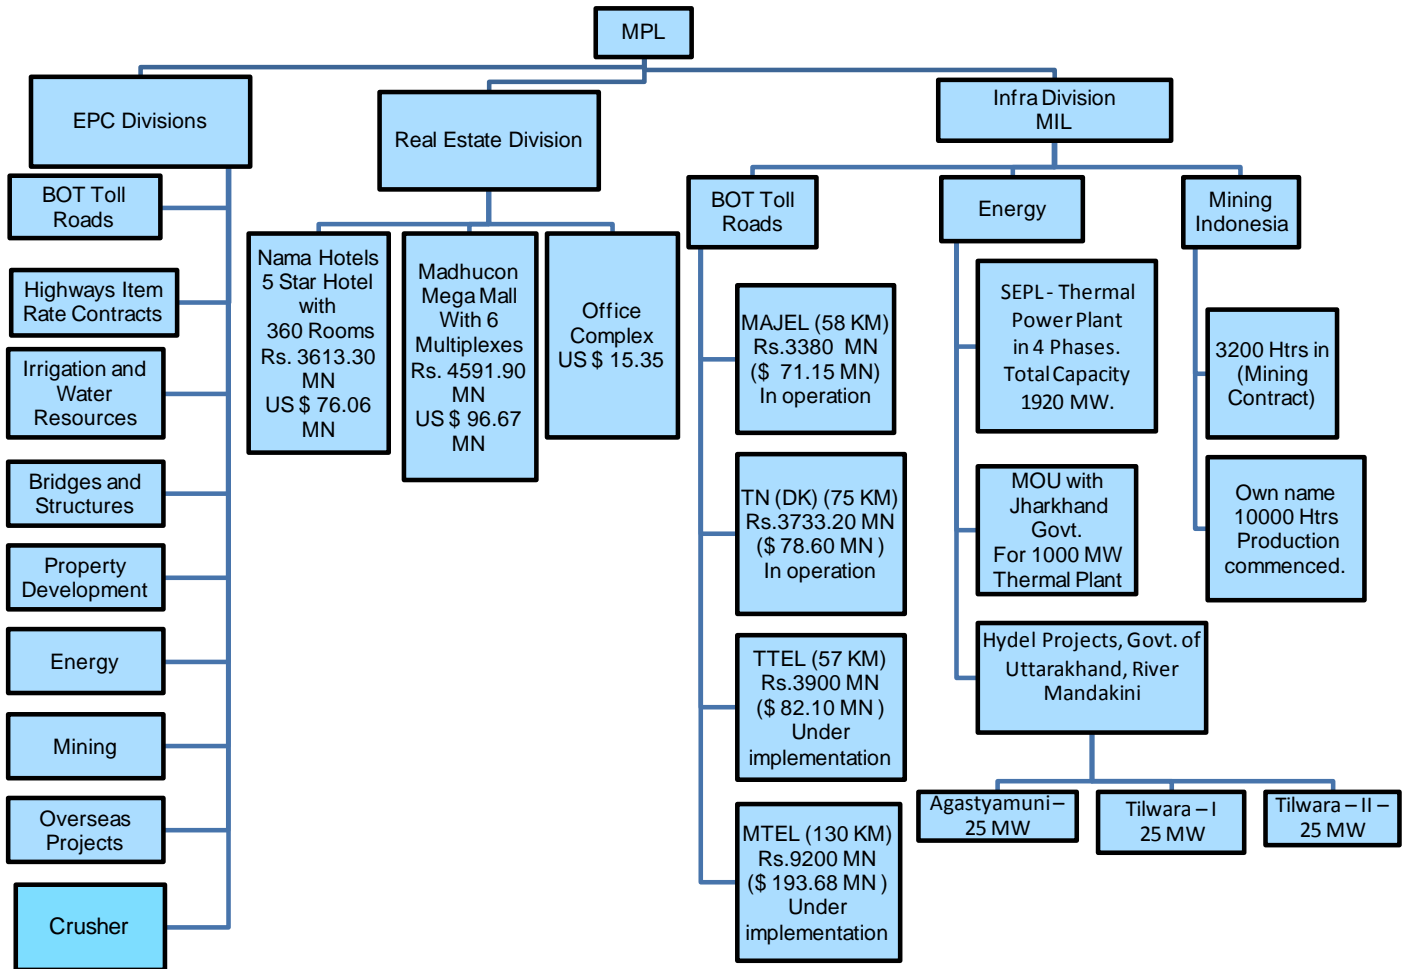 MPL
EPC Divisions
BOT Toll
Roads
Highways Item
Rate Contracts
Irrigation and
Water
Resources
Bridges and
Structures
Property
Development
Energy
Mining
Overseas
Projects
Crusher
Real Estate Division
Nama Hotels
5 Star Hotel
with
360 Rooms
Rs. 3613.30
MN
US $ 76.06
MN
Madhucon
Mega Mall
With 6
Multiplexes
Rs. 4591.90
MN
US $ 96.67
MN
Office
Complex
US $ 15.35
Infra Division
MIL
BOT Toll
Roads
MAJEL (58 KM)
Rs.3380 MN
($ 71.15 MN)
In operation
TN (DK) (75 KM)
Rs.3733.20 MN
($ 78.60 MN )
In operation
TTEL (57 KM)
Rs.3900 MN
($ 82.10 MN )
Under
implementation
MTEL (130 KM)
Rs.9200 MN
($ 193.68 MN )
Under
implementation
Energy
SEPL - Thermal
Power Plant
in 4 Phases.
Total Capacity
1920 MW.
MOU with
Jharkhand
Govt.
For 1000 MW
Thermal Plant
Hydel Projects, Govt. of
Uttarakhand, River
Mandakini
Agastyamuni –
25 MW
Tilwara – I
25 MW
Tilwara – II –
25 MW
Mining
Indonesia
3200 Htrs in
(Mining
Contract)
Own name
10000 Htrs
Production
commenced.